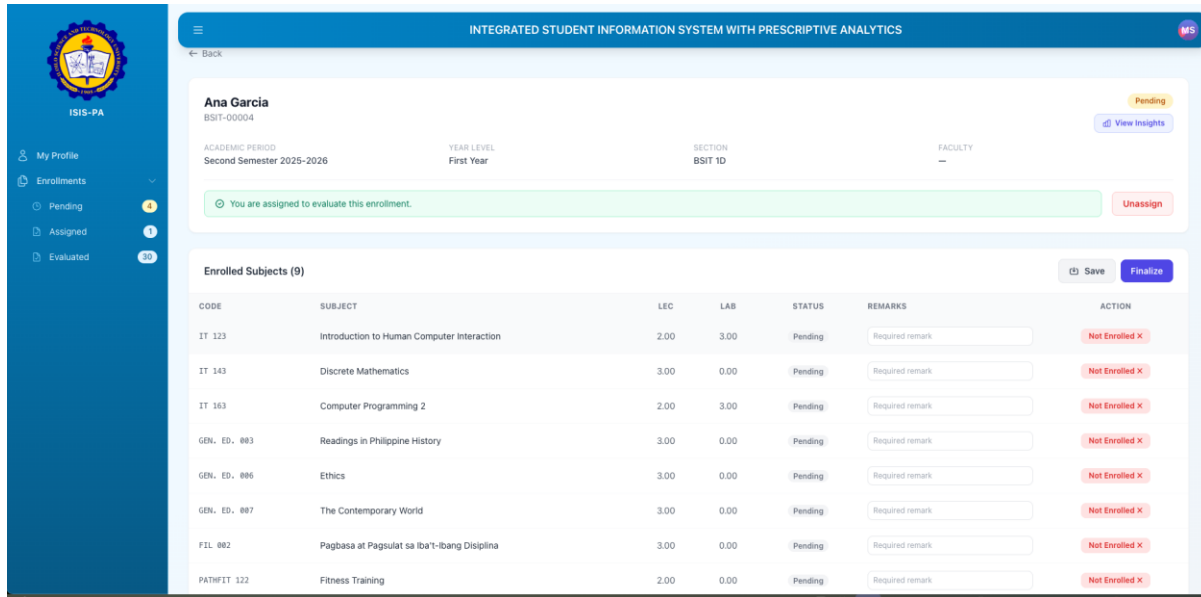 INTEGRATED STUDENT INFORMATION SYSTEM WITH PRESCRIPTIVE ANALYTICS
MS
ISIS-PA
My Profile
Enrollments
Pending 4
Assigned 1
Evaluated 30
← Back
Ana Garcia
BSIT-00004
Pending
View Insights
ACADEMIC PERIOD YEAR LEVEL SECTION FACULTY
Second Semester 2025-2026 First Year BSIT 1D —
You are assigned to evaluate this enrollment. Unassign
Enrolled Subjects (9) Save Finalize
CODE SUBJECT LEC LAB STATUS REMARKS ACTION
IT 123 Introduction to Human Computer Interaction 2.00 3.00 Pending Required remark Not Enrolled ×
IT 143 Discrete Mathematics 3.00 0.00 Pending Required remark Not Enrolled ×
IT 163 Computer Programming 2 2.00 3.00 Pending Required remark Not Enrolled ×
GEN. ED. 003 Readings in Philippine History 3.00 0.00 Pending Required remark Not Enrolled ×
GEN. ED. 006 Ethics 3.00 0.00 Pending Required remark Not Enrolled ×
GEN. ED. 007 The Contemporary World 3.00 0.00 Pending Required remark Not Enrolled ×
FIL 002 Pagbasa at Pagsulat sa Iba't-Ibang Disiplina 3.00 0.00 Pending Required remark Not Enrolled ×
PATHFIT 122 Fitness Training 2.00 0.00 Pending Required remark Not Enrolled ×